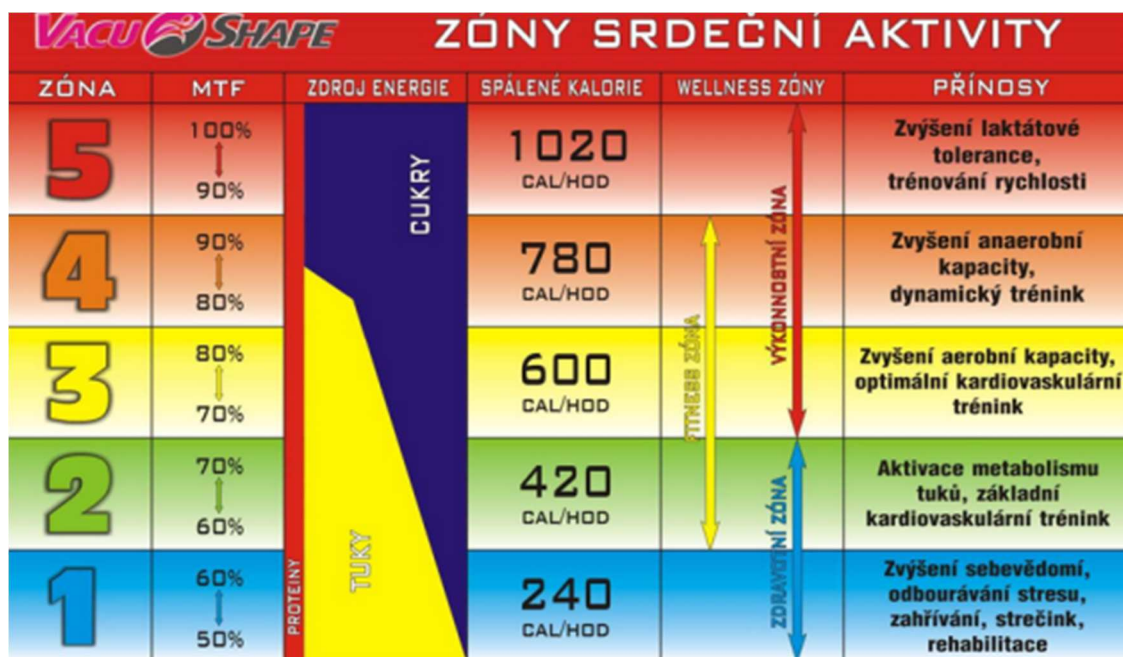 VACU SHAPE ZÓNY SRDEČNÍ AKTIVITY
ZÓNA MTF ZDROJ ENERGIE SPÁLENÉ KALORIE WELLNESS ZÓNY PŘÍNOSY
5
100%
90%
1020
CAL/HOD
Zvýšení laktátové
tolerance,
trénování rychlosti
4
90%
80%
780
CAL/HOD
Zvyšení anaerobní
kapacity,
dynamický trénink
3
80%
70%
600
CAL/HOD
Zvýšení aerobní kapacity,
optimální kardiovaskulární
trénink
2
70%
60%
420
CAL/HOD
Aktivace metabolismu
tuků, základní
kardiovaskulární trénink
1
60%
50%
240
CAL/HOD
Zvýšení sebevědomí,
odbourávání stresu,
zahřívání, strečink,
rehabilitace
PROTEINY
TUKY
CUKRY
FITNESS ZÓNA
VÝKONNOSTNÍ ZÓNA
ZDRAVOTNÍ ZÓNA